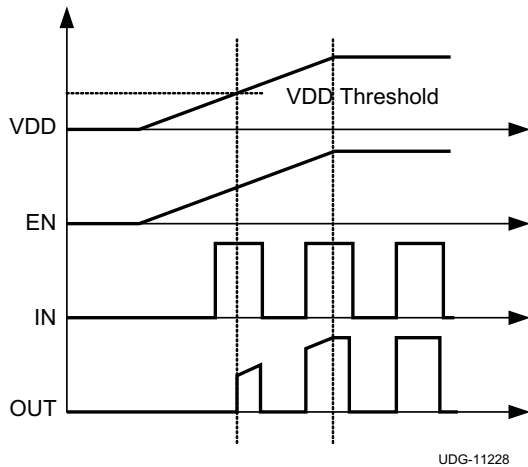 VDD Threshold
VDD
EN
IN
OUT
UDG-11228